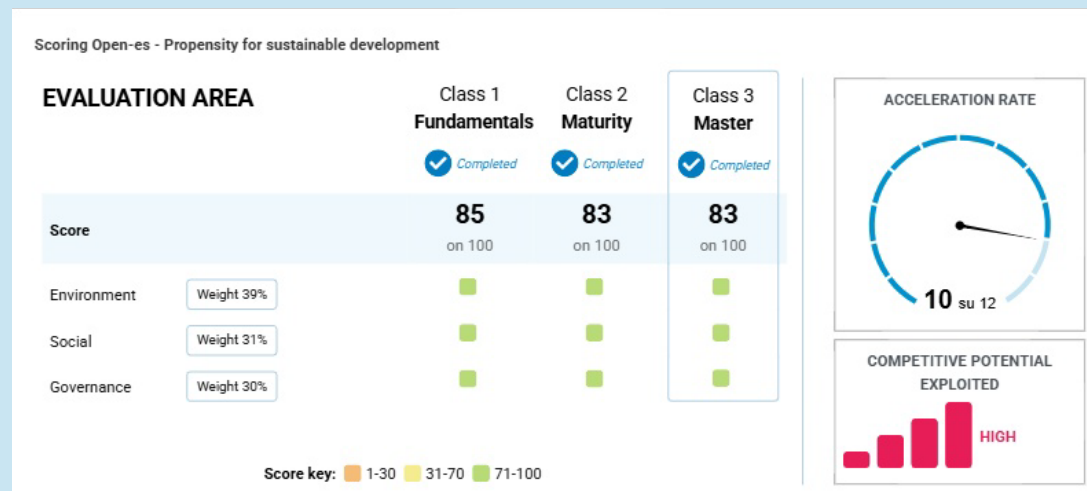 Scoring Open-es - Propensity for sustainable development
EVALUATION AREA
Class 1
Fundamentals
Completed
Class 2
Maturity
Completed
Class 3
Master
Completed
Score
85
on 100
83
on 100
83
on 100
Environment
Weight 39%
Social
Weight 31%
Governance
Weight 30%
Score key: 1-30 31-70 71-100
ACCELERATION RATE
10 su 12
COMPETITIVE POTENTIAL
EXPLOITED
HIGH